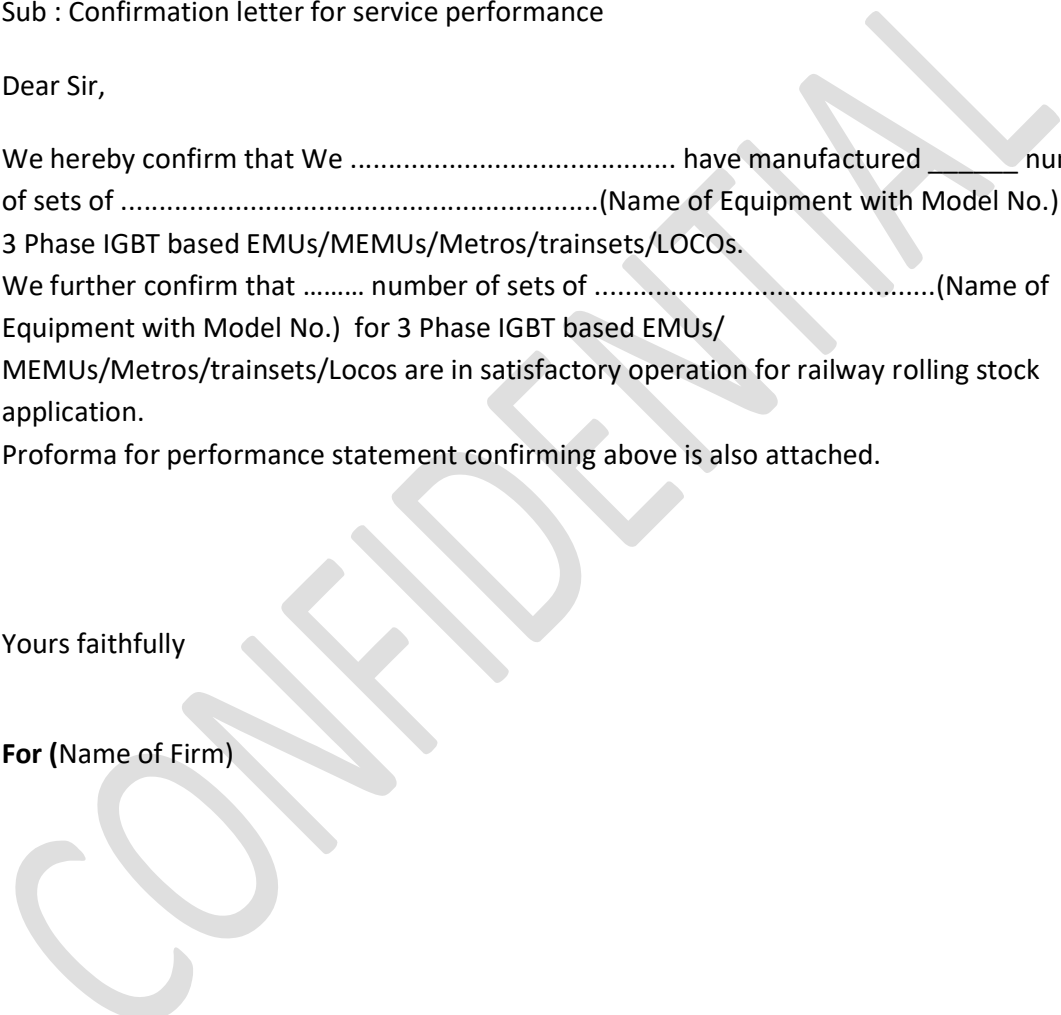 Sub : Confirmation letter for service performance
Dear Sir,
We hereby confirm that We ........................................... have manufactured ______
of sets of ...............................................................(Name of Equipment with Model No.)
3 Phase IGBT based EMUs/MEMUs/Metros/trainsets/LOCOs.
We further confirm that ……… number of sets of .............................................(Name of
Equipment with Model No.) for 3 Phase IGBT based EMUs/
MEMUs/Metros/trainsets/Locos are in satisfactory operation for railway rolling stock
application.
Proforma for performance statement confirming above is also attached.
Yours faithfully
For (Name of Firm)
CONFIDENTIAL